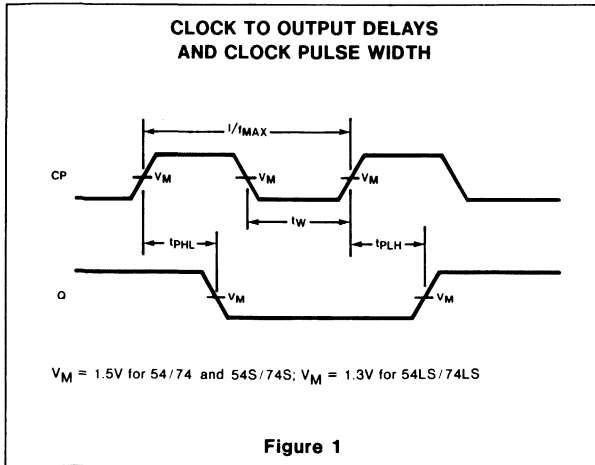 CLOCK TO OUTPUT DELAYS
AND CLOCK PULSE WIDTH
1/fMAX
CP
VM
VM
VM
tW
tPHL
tPLH
Q
VM
VM
VM = 1.5V for 54/74 and 54S/74S; VM = 1.3V for 54LS/74LS
Figure 1